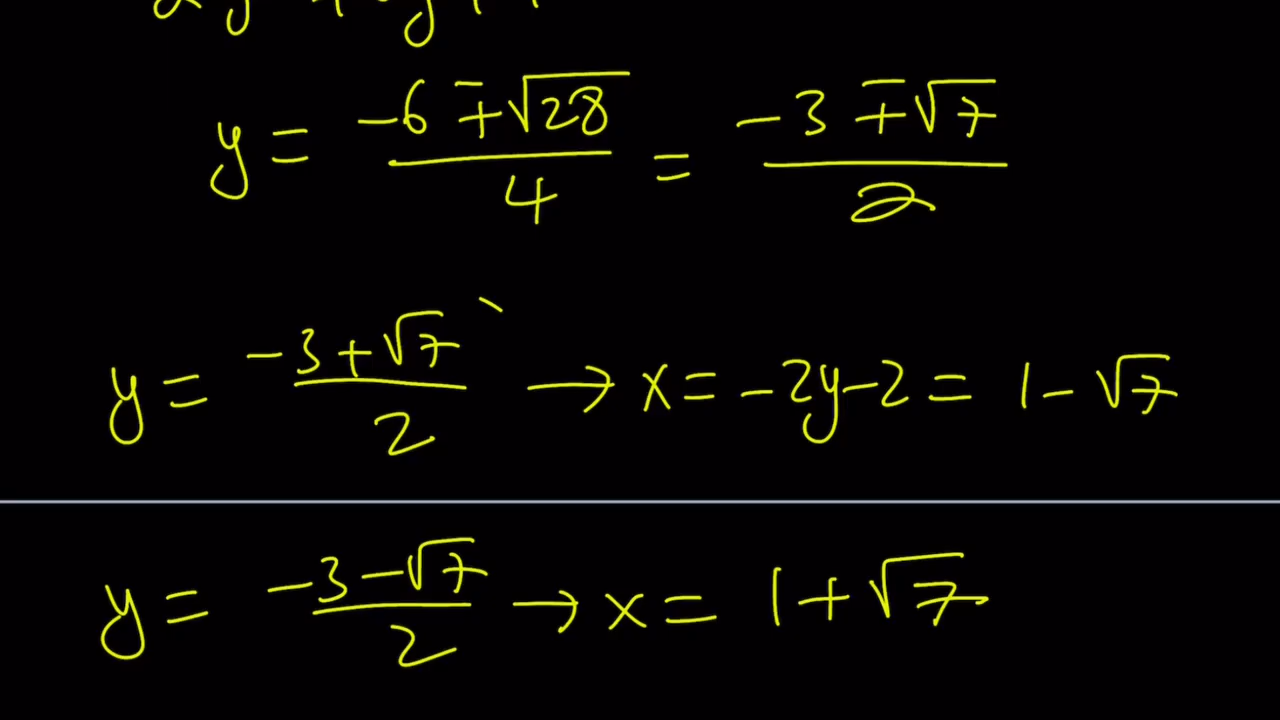 y = (-6 ∓ √28)/4 = (-3 ∓ √7)/2
y = (-3 + √7)/2 → x = -2y - 2 = 1 - √7
y = (-3 - √7)/2 → x = 1 + √7